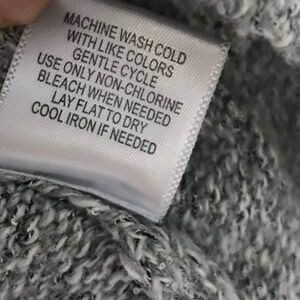 MACHINE WASH COLD
WITH LIKE COLORS
GENTLE CYCLE
USE ONLY NON-CHLORINE
BLEACH WHEN NEEDED
LAY FLAT TO DRY
COOL IRON IF NEEDED